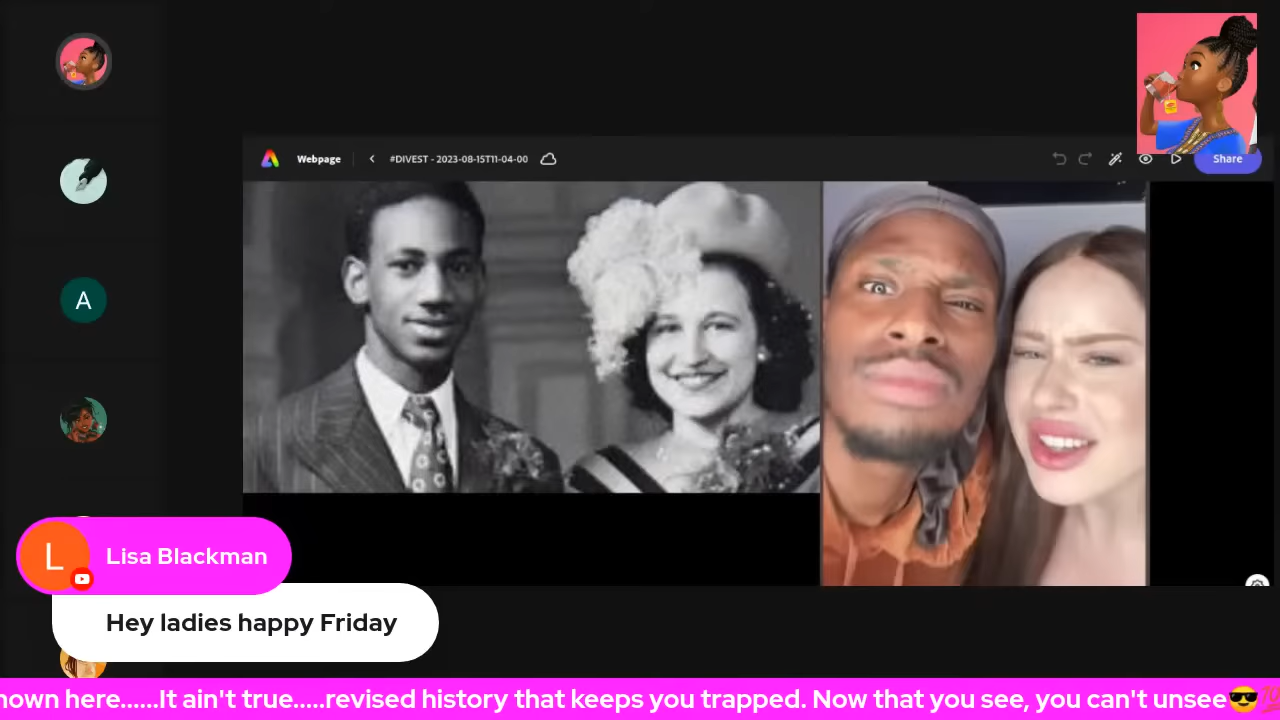 Webpage
#DIVEST - 2023-08-15T11-04-00
Share
A
L
Lisa Blackman
Hey ladies happy Friday
nown here......It ain't true.....revised history that keeps you trapped. Now that you see, you can't unsee😎💯